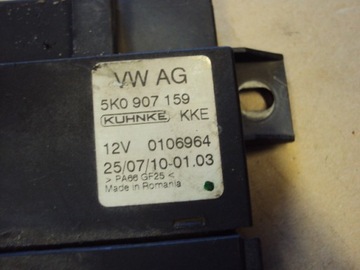 VW AG
5K0 907 159
KUHNKE KKE
12V 0106964
25/07/10-01.03
> PA66 GF25 <
Made in Romania